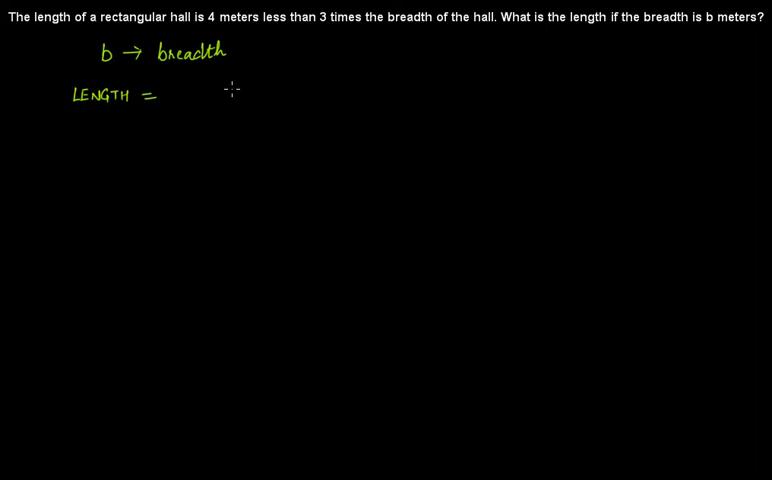 The length of a rectangular hall is 4 meters less than 3 times the breadth of the hall. What is the length if the breadth is b meters?
b → breadth
LENGTH =